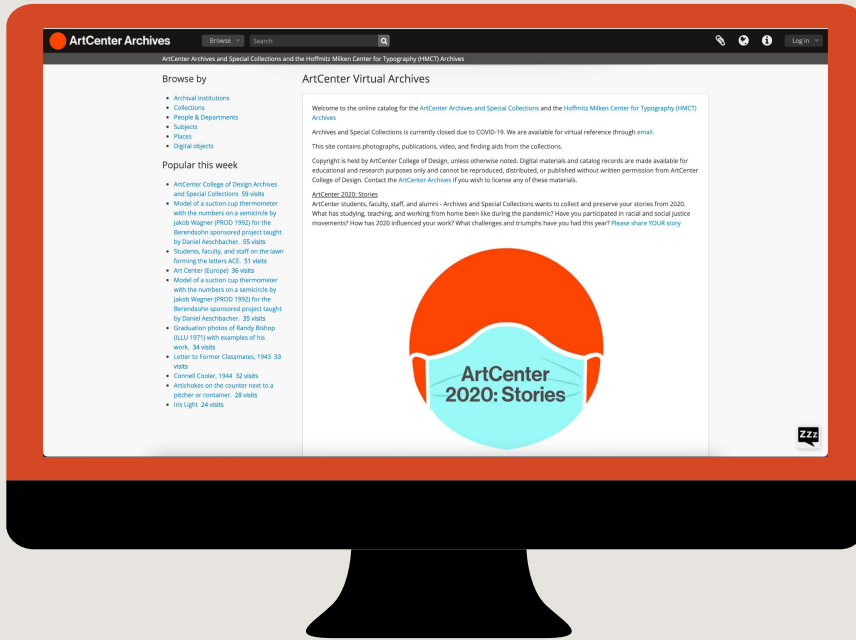 ArtCenter Archives
Browse
Search
Log in
ArtCenter Archives and Special Collections and the Hoffmitz Milken Center for Typography (HMCT) Archives
Browse by
• Archival institutions
• Collections
• People & Departments
• Subjects
• Places
• Digital objects
Popular this week
• ArtCenter College of Design Archives
and Special Collections 59 visits
• Model of a suction cup thermometer
with the numbers on a semicircle by
Jakob Wagner (PROD 1992) for the
Berendsohn sponsored project taught
by Daniel Aeschbacher. 55 visits
• Students, faculty, and staff on the lawn
forming the letters ACE. 51 visits
• Art Center (Europe) 36 visits
• Model of a suction cup thermometer
with the numbers on a semicircle by
Jakob Wagner (PROD 1992) for the
Berendsohn sponsored project taught
by Daniel Aeschbacher. 35 visits
• Graduation photos of Randy Bishop
(ILLU 1971) with examples of his
work. 34 visits
• Letter to Former Classmates, 1943 33
visits
• Connell Cooler, 1944 32 visits
• Artichokes on the counter next to a
pitcher or container. 28 visits
• Iris Light 24 visits
ArtCenter Virtual Archives
Welcome to the online catalog for the ArtCenter Archives and Special Collections and the Hoffmitz Milken Center for Typography (HMCT)
Archives
Archives and Special Collections is currently closed due to COVID-19. We are available for virtual reference through email.
This site contains photographs, publications, video, and finding aids from the collections.
Copyright is held by ArtCenter College of Design, unless otherwise noted. Digital materials and catalog records are made available for
educational and research purposes only and cannot be reproduced, distributed, or published without written permission from ArtCenter
College of Design. Contact the ArtCenter Archives if you wish to license any of these materials.
ArtCenter 2020: Stories
ArtCenter students, faculty, staff, and alumni - Archives and Special Collections wants to collect and preserve your stories from 2020.
What has studying, teaching, and working from home been like during the pandemic? Have you participated in racial and social justice
movements? How has 2020 influenced your work? What challenges and triumphs have you had this year? Please share YOUR story
ArtCenter
2020: Stories
zzz